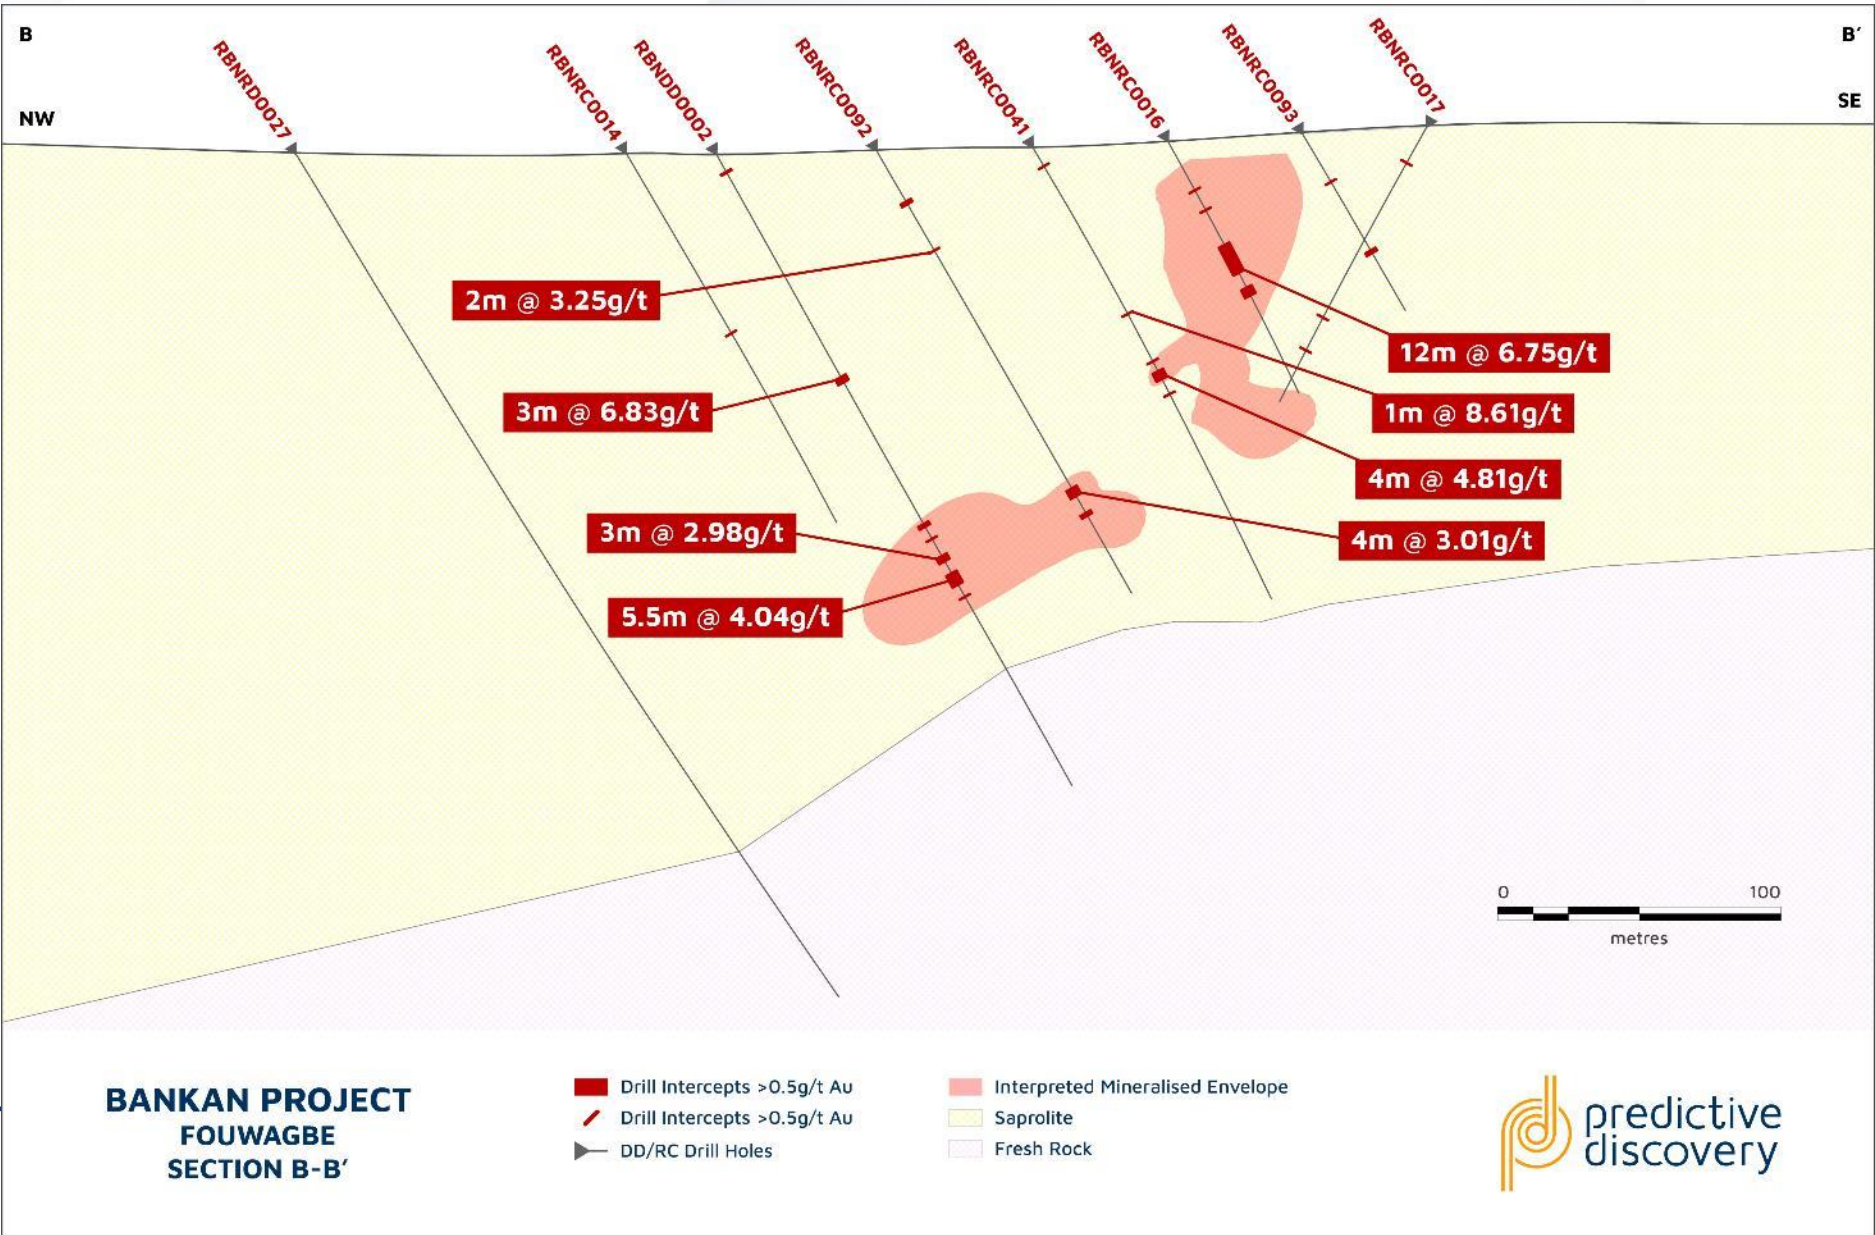 B
B′
NW
SE
RBNRD0027
RBNRC0014
RBNDD0002
RBNRC0092
RBNRC0041
RBNRC0016
RBNRC0093
RBNRC0017
2m @ 3.25g/t
3m @ 6.83g/t
3m @ 2.98g/t
5.5m @ 4.04g/t
12m @ 6.75g/t
1m @ 8.61g/t
4m @ 4.81g/t
4m @ 3.01g/t
0 100
metres
BANKAN PROJECT
FOUWAGBE
SECTION B-B′
Drill Intercepts >0.5g/t Au
Drill Intercepts >0.5g/t Au
DD/RC Drill Holes
Interpreted Mineralised Envelope
Saprolite
Fresh Rock
predictive
discovery